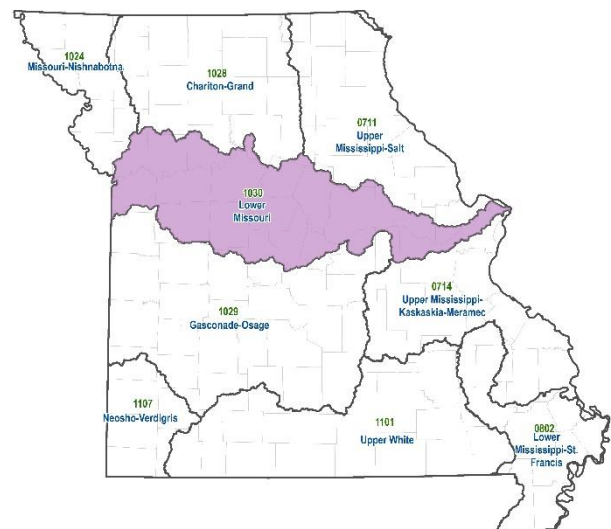 1024
Missouri-Nishnabotna
1028
Chariton-Grand
0711
Upper
Mississippi-Salt
1030
Lower
Missouri
0714
Upper Mississippi-
Kaskaskia-Meramec
1029
Gasconade-Osage
1107
Neosho-Verdigris
1101
Upper White
0802
Lower
Mississippi-St.
Francis